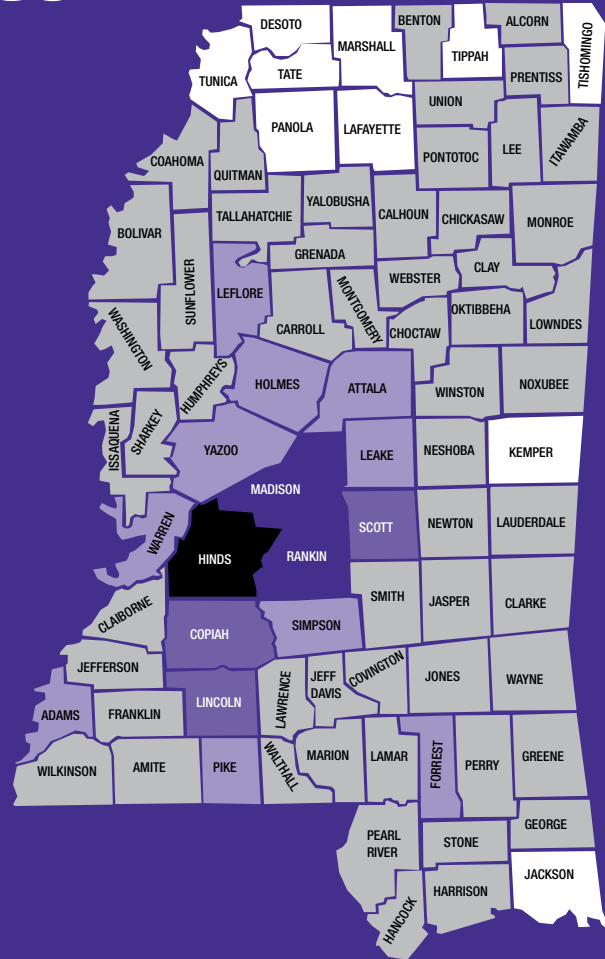 DESOTO
BENTON
ALCORN
TISHOMINGO
MARSHALL
TIPPAH
TUNICA
TATE
PRENTISS
UNION
PANOLA
LAFAYETTE
LEE
ITAWAMBA
COAHOMA
PONTOTOC
QUITMAN
YALOBUSHA
TALLAHATCHIE
CALHOUN
CHICKASAW
MONROE
BOLIVAR
GRENADA
SUNFLOWER
WEBSTER
CLAY
LEFLORE
MONTGOMERY
OKTIBBEHA
LOWNDES
WASHINGTON
CARROLL
CHOCTAW
HUMPHREYS
HOLMES
ATTALA
WINSTON
NOXUBEE
ISSAQUENA
SHARKEY
YAZOO
LEAKE
NESHOBA
KEMPER
MADISON
WARREN
SCOTT
NEWTON
LAUDERDALE
HINDS
RANKIN
CLAIBORNE
SMITH
JASPER
CLARKE
COPIAH
SIMPSON
JEFFERSON
LAWRENCE
JEFF
DAVIS
COVINGTON
JONES
WAYNE
ADAMS
FRANKLIN
LINCOLN
WILKINSON
AMITE
PIKE
WALTHALL
MARION
LAMAR
FORREST
PERRY
GREENE
PEARL
RIVER
STONE
GEORGE
HANCOCK
HARRISON
JACKSON